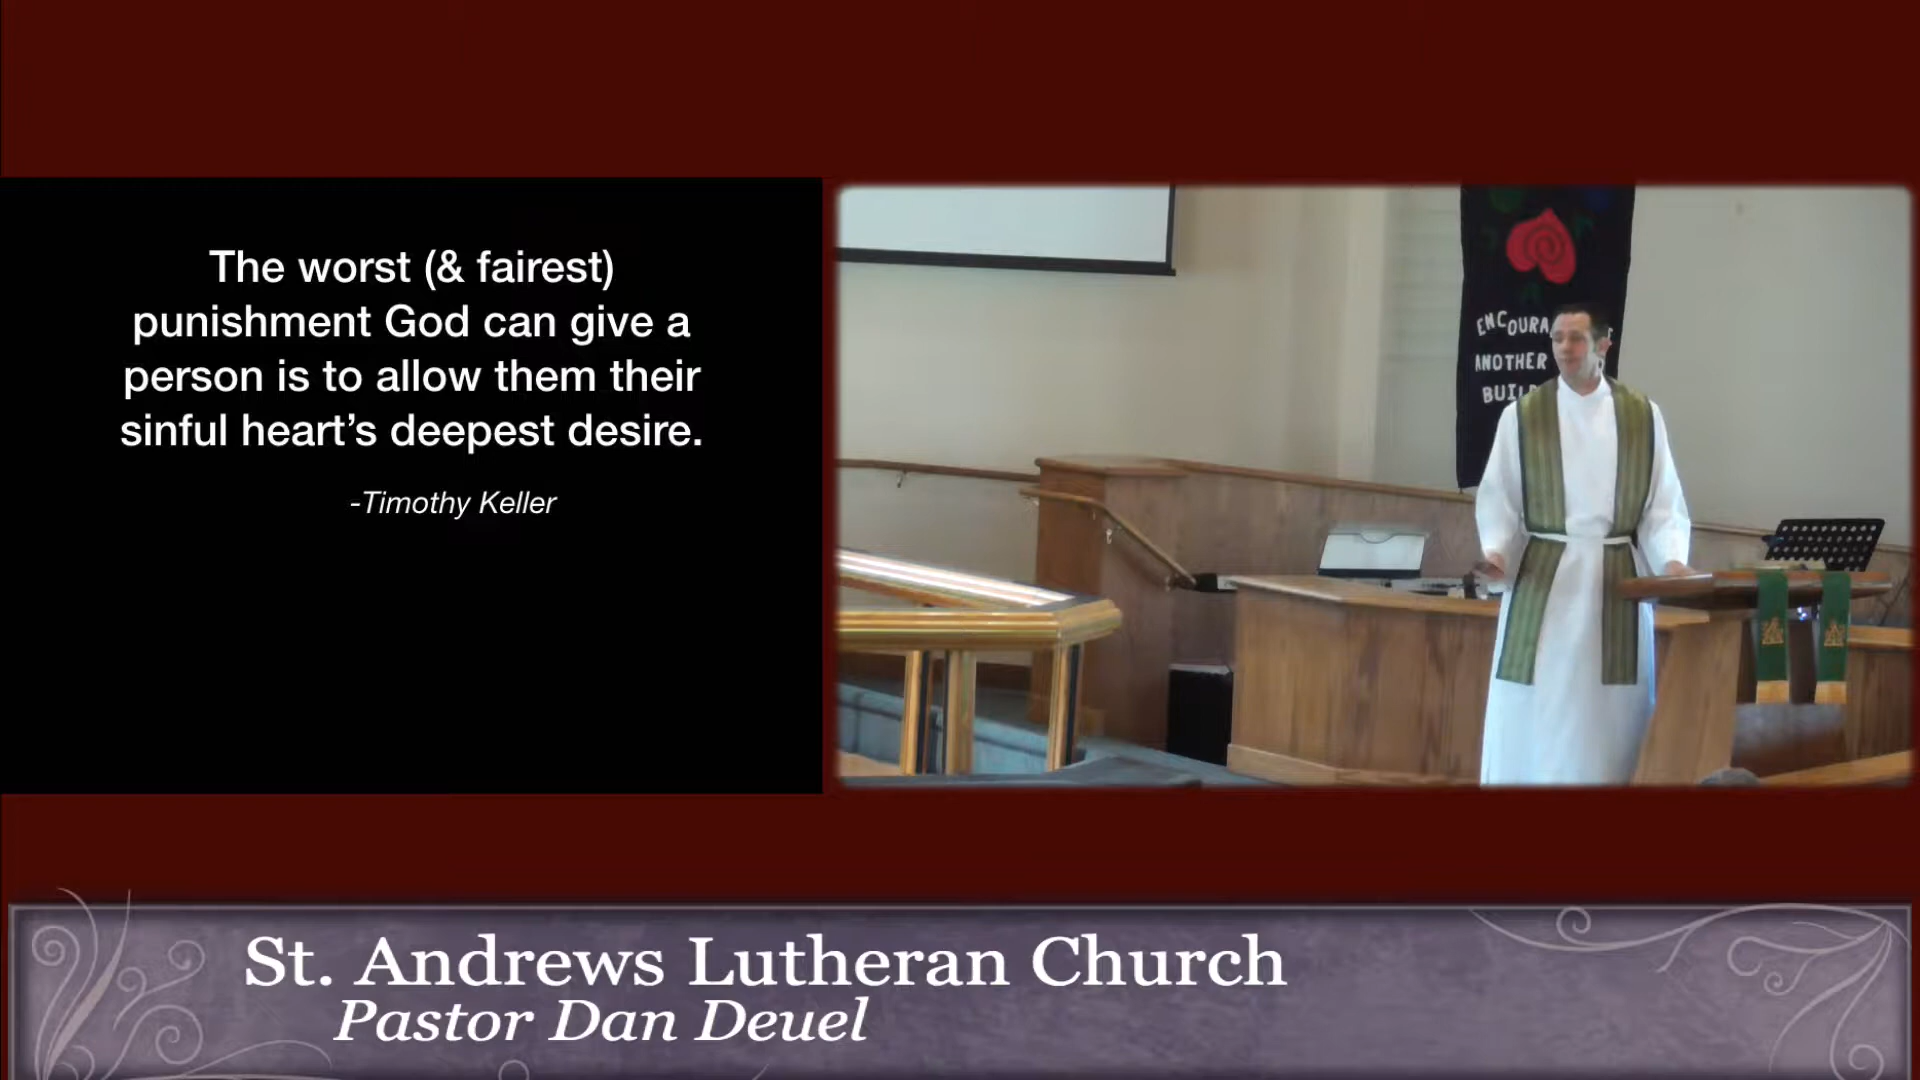 The worst (& fairest)
punishment God can give a
person is to allow them their
sinful heart’s deepest desire.
-Timothy Keller
ANOTHER
St. Andrews Lutheran Church
Pastor Dan Deuel